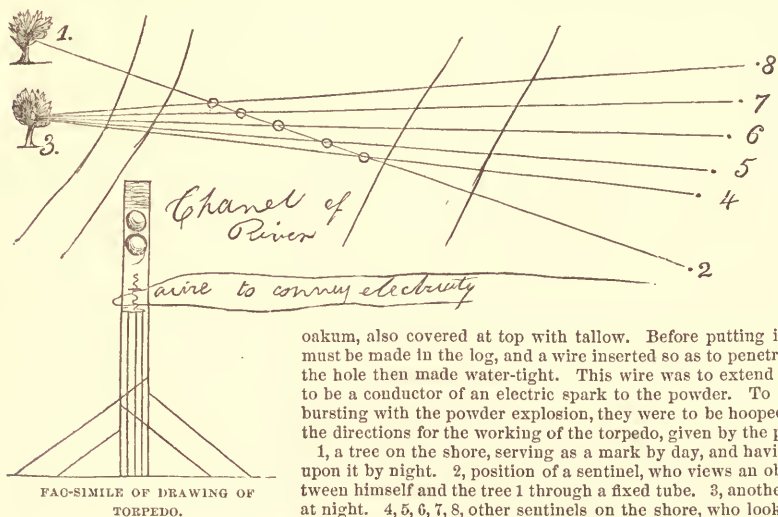 1.
·8
7
3.
6
5
4
Chanel of
River
·2
wire to convey electricity
oakum, also covered at top with tallow. Before putting i
must be made in the log, and a wire inserted so as to penetr
the hole then made water-tight. This wire was to extend
to be a conductor of an electric spark to the powder. To
bursting with the powder explosion, they were to be hooped
the directions for the working of the torpedo, given by the p
1, a tree on the shore, serving as a mark by day, and havi
upon it by night. 2, position of a sentinel, who views an ob
tween himself and the tree 1 through a fixed tube. 3, anothe
at night. 4, 5, 6, 7, 8, other sentinels on the shore, who look
FAC-SIMILE OF DRAWING OF
TORPEDO.